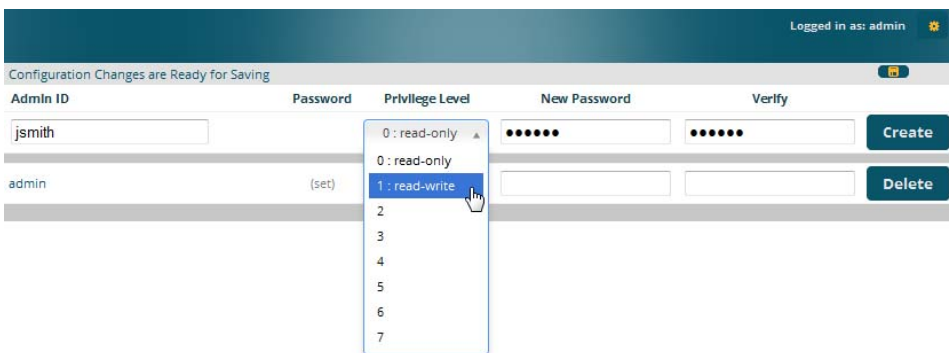 Logged in as: admin
Configuration Changes are Ready for Saving
Admin ID Password Privilege Level New Password Verify
jsmith 0 : read-only •••••• •••••• Create
0 : read-only
admin (set) 1 : read-write Delete
2
3
4
5
6
7